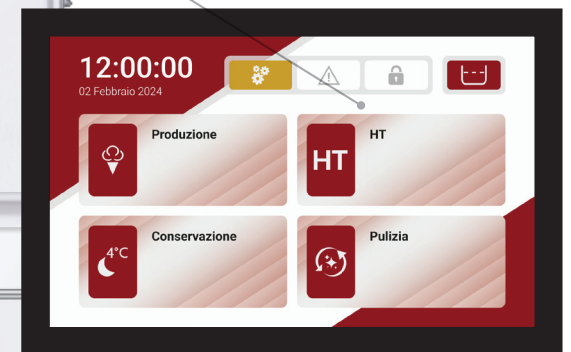 12:00:00
02 Febbraio 2024
Produzione
HT
HT
4°C
Conservazione
Pulizia